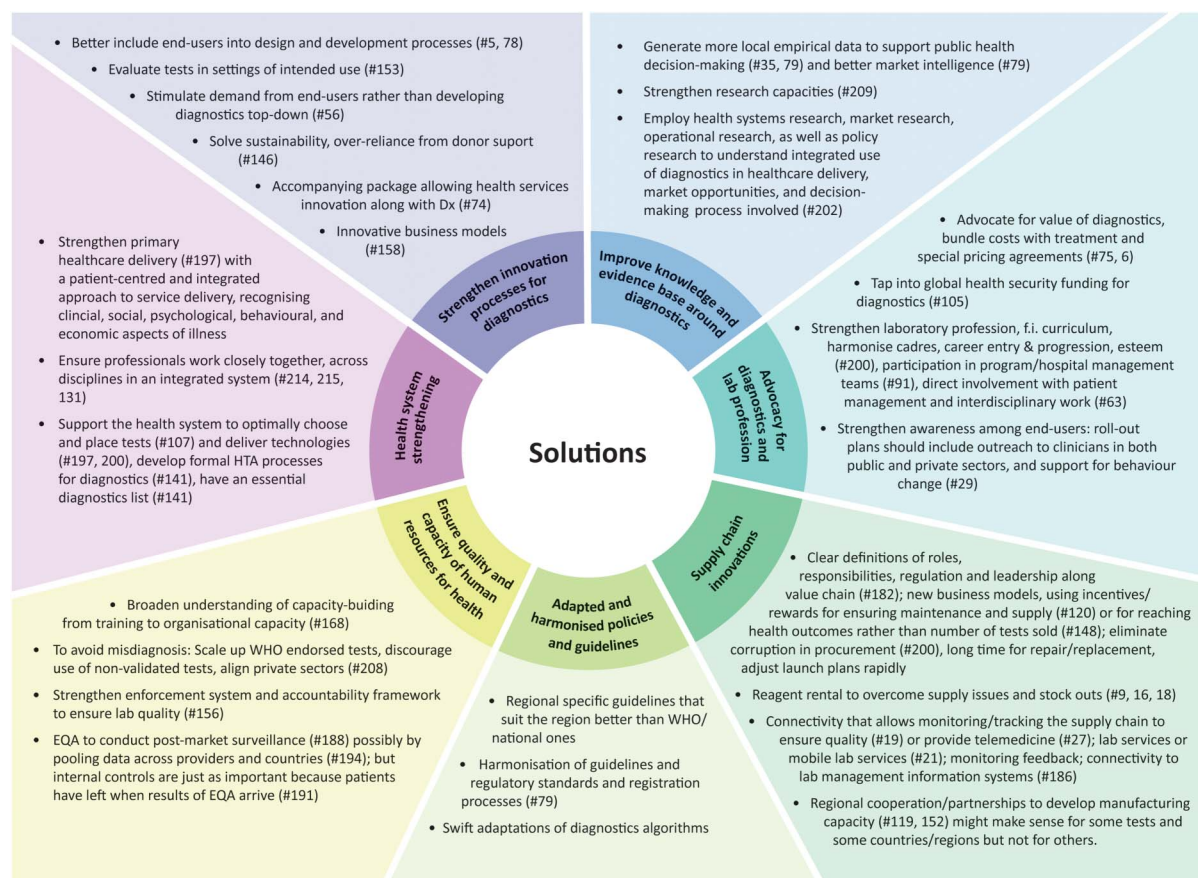 • Better include end-users into design and development processes (#5, 78)
• Evaluate tests in settings of intended use (#153)
• Stimulate demand from end-users rather than developing
diagnostics top-down (#56)
• Solve sustainability, over-reliance from donor suport
(#146)
• Accompanying package allowing health services
innovation along with Dx (#74)
• Innovative business models
(#158)
Strengthen innovation
processes for
diagnostics
• Generate more local empirical data to support public health
decision-making (#35, 79) and better market intelligence (#79)
• Strengthen research capacities (#209)
• Employ health systems research, market research,
operational research, as well as policy
research to understand integrated use
of diagnostics in healthcare delivery,
market opportunities, and decision-
making process involved (#202)
Improve knowledge and
evidence base around
diagnostics
• Advocate for value of diagnostics,
bundle costs with treatment and
special pricing agreements (#75, 6)
• Tap into global health security funding for
diagnostics (#105)
• Strengthen laboratory profession, f.i. curriculum,
harmonise cadres, career entry & progression, esteem
(#200), participation in program/hospital management
teams (#91), direct involvement with patient
management and interdisciplinary work (#63)
• Strengthen awareness among end-users: roll-out
plans should include outreach to clinicians in both
public and private sectors, and support for behaviour
change (#29)
Advocacy for
diagnostics and
lab profession
• Strengthen primary
healthcare delivery (#197) with
a patient-centred and integrated
approach to service delivery, recognising
clincial, social, psychological, behavioural, and
economic aspects of illness
• Ensure professionals work closely together, across
disciplines in an integrated system (#214, 215,
131)
• Support the health system to optimally choose
and place tests (#107) and deliver technologies
(#197, 200), develop formal HTA processes
for diagnostics (#141), have an essential
diagnostics list (#141)
Health system
strengthening
Solutions
Ensure quality and
capacity of human
resources for health
• Broaden understanding of capacity-buiding
from training to organisational capacity (#168)
• To avoid misdiagnosis: Scale up WHO endorsed tests, discourage
use of non-validated tests, align private sectors (#208)
• Strengthen enforcement system and accountability framework
to ensure lab quality (#156)
• EQA to conduct post-market surveillance (#188) possibly by
pooling data across providers and countries (#194); but
internal controls are just as important because patients
have left when results of EQA arrive (#191)
Adapted and
harmonised policies
and guidelines
• Regional specific guidelines that
suit the region better than WHO/
national ones
• Harmonisation of guidelines and
regulatory standards and registration
processes (#79)
• Swift adaptations of diagnostics algorithms
Supply chain
innovations
• Clear definitions of roles,
responsibilities, regulation and leadership along
value chain (#182); new business models, using incentives/
rewards for ensuring maintenance and supply (#120) or for reaching
health outcomes rather than number of tests sold (#148); eliminate
corruption in procurement (#200), long time for repair/replacement,
adjust launch plans rapidly
• Reagent rental to overcome supply issues and stock outs (#9, 16, 18)
• Connectivity that allows monitoring/tracking the supply chain to
ensure quality (#19) or provide telemedicine (#27); lab services or
mobile lab services (#21); monitoring feedback; connectivity to
lab management information systems (#186)
• Regional cooperation/partnerships to develop manufacturing
capacity (#119, 152) might make sense for some tests and
some countries/regions but not for others.